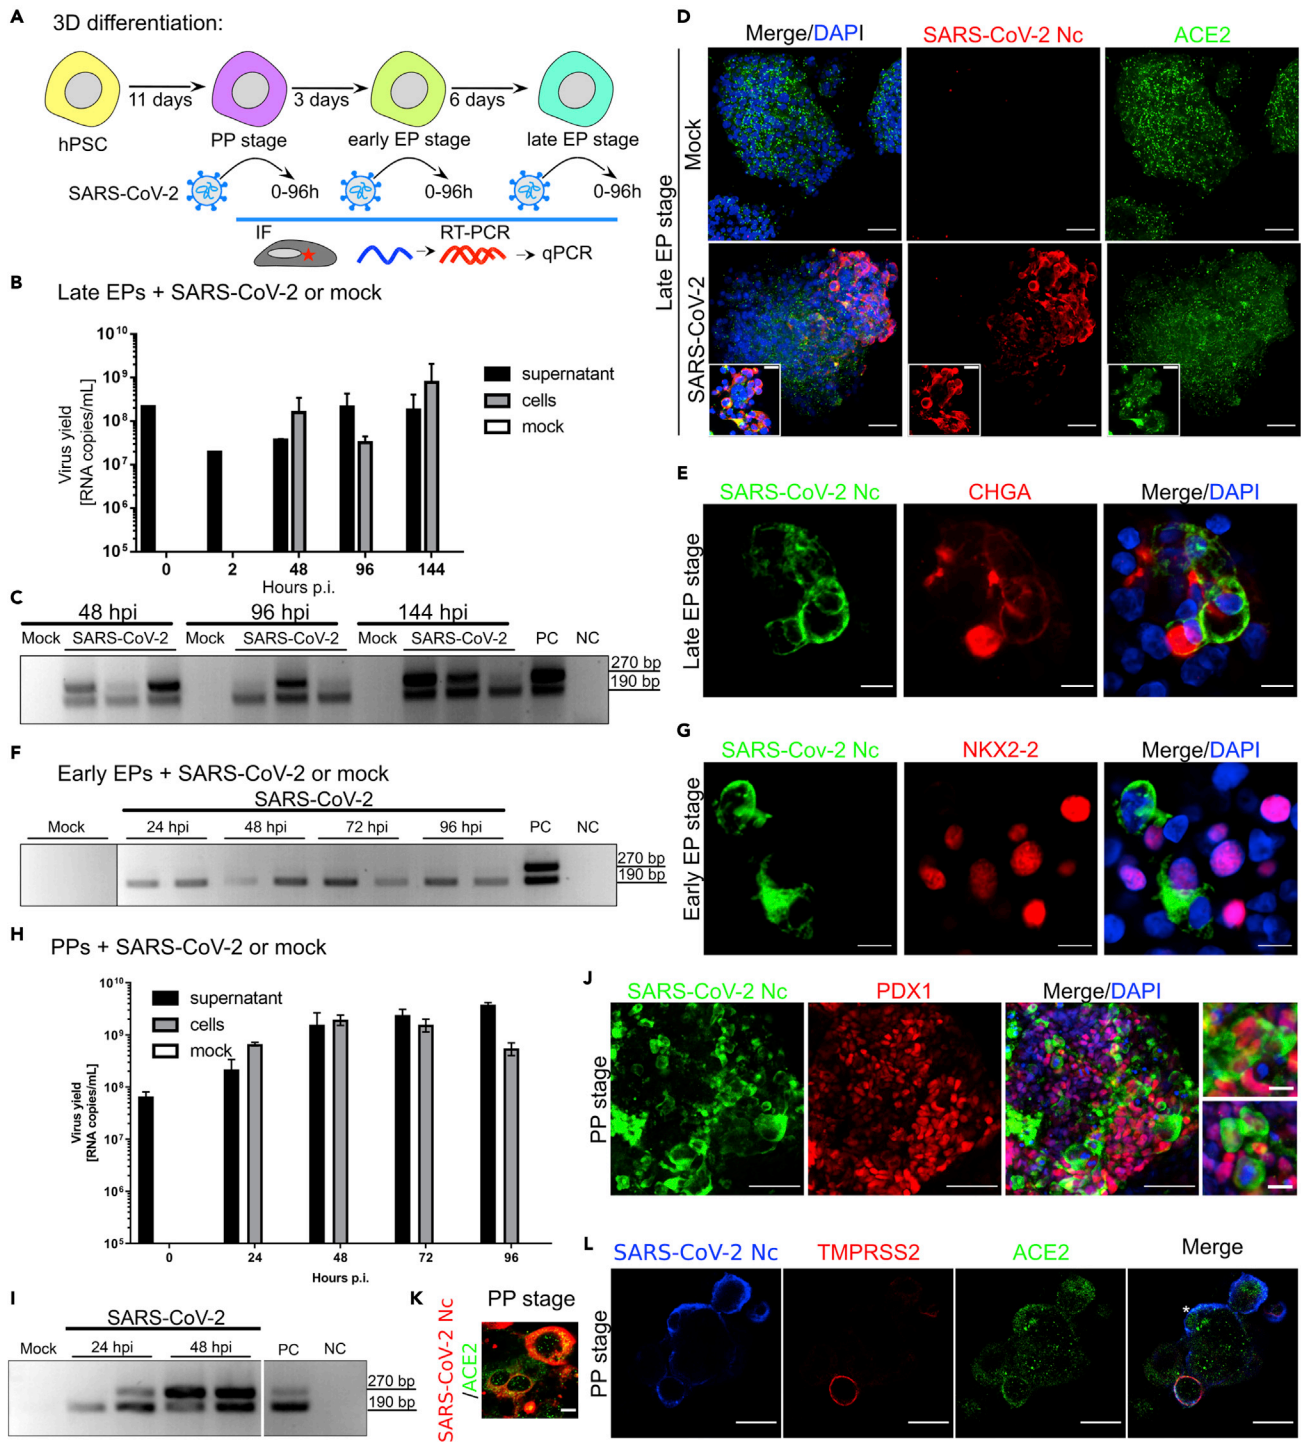 A
3D differentiation:
11 days
3 days
6 days
hPSC
PP stage
early EP stage
late EP stage
SARS-CoV-2
0-96h
0-96h
0-96h
IF
RT-PCR
qPCR
B
Late EPs + SARS-CoV-2 or mock
Virus yield
[RNA copies/mL]
10^10
10^9
10^8
10^7
10^6
10^5
0
2
48
96
144
Hours p.i.
supernatant
cells
mock
C
48 hpi
96 hpi
144 hpi
Mock
SARS-CoV-2
Mock
SARS-CoV-2
Mock
SARS-CoV-2
PC
NC
270 bp
190 bp
F
Early EPs + SARS-CoV-2 or mock
SARS-CoV-2
Mock
24 hpi
48 hpi
72 hpi
96 hpi
PC
NC
270 bp
190 bp
H
PPs + SARS-CoV-2 or mock
Virus yield
[RNA copies/mL]
10^10
10^9
10^8
10^7
10^6
10^5
supernatant
cells
mock
0
24
48
72
96
Hours p.i.
I
SARS-CoV-2
Mock
24 hpi
48 hpi
PC
NC
270 bp
190 bp
K
PP stage
SARS-CoV-2 Nc
/ACE2
D
Merge/DAPI
SARS-CoV-2 Nc
ACE2
Late EP stage
Mock
SARS-CoV-2
E
SARS-CoV-2 Nc
CHGA
Merge/DAPI
Late EP stage
G
SARS-Cov-2 Nc
NKX2-2
Merge/DAPI
Early EP stage
J
SARS-CoV-2 Nc
PDX1
Merge/DAPI
PP stage
L
SARS-CoV-2 Nc
TMPRSS2
ACE2
Merge
PP stage
*